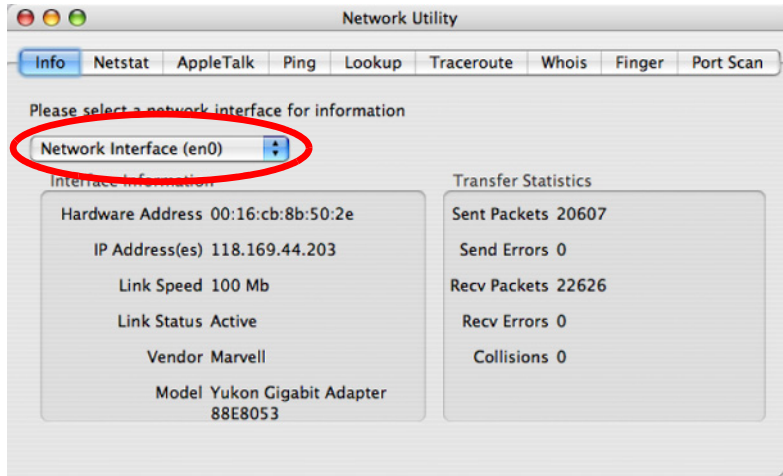 Network Utility
Info Netstat AppleTalk Ping Lookup Traceroute Whois Finger Port Scan
Please select a network interface for information
Network Interface (en0)
Interface Information
Hardware Address 00:16:cb:8b:50:2e
IP Address(es) 118.169.44.203
Link Speed 100 Mb
Link Status Active
Vendor Marvell
Model Yukon Gigabit Adapter
88E8053
Transfer Statistics
Sent Packets 20607
Send Errors 0
Recv Packets 22626
Recv Errors 0
Collisions 0